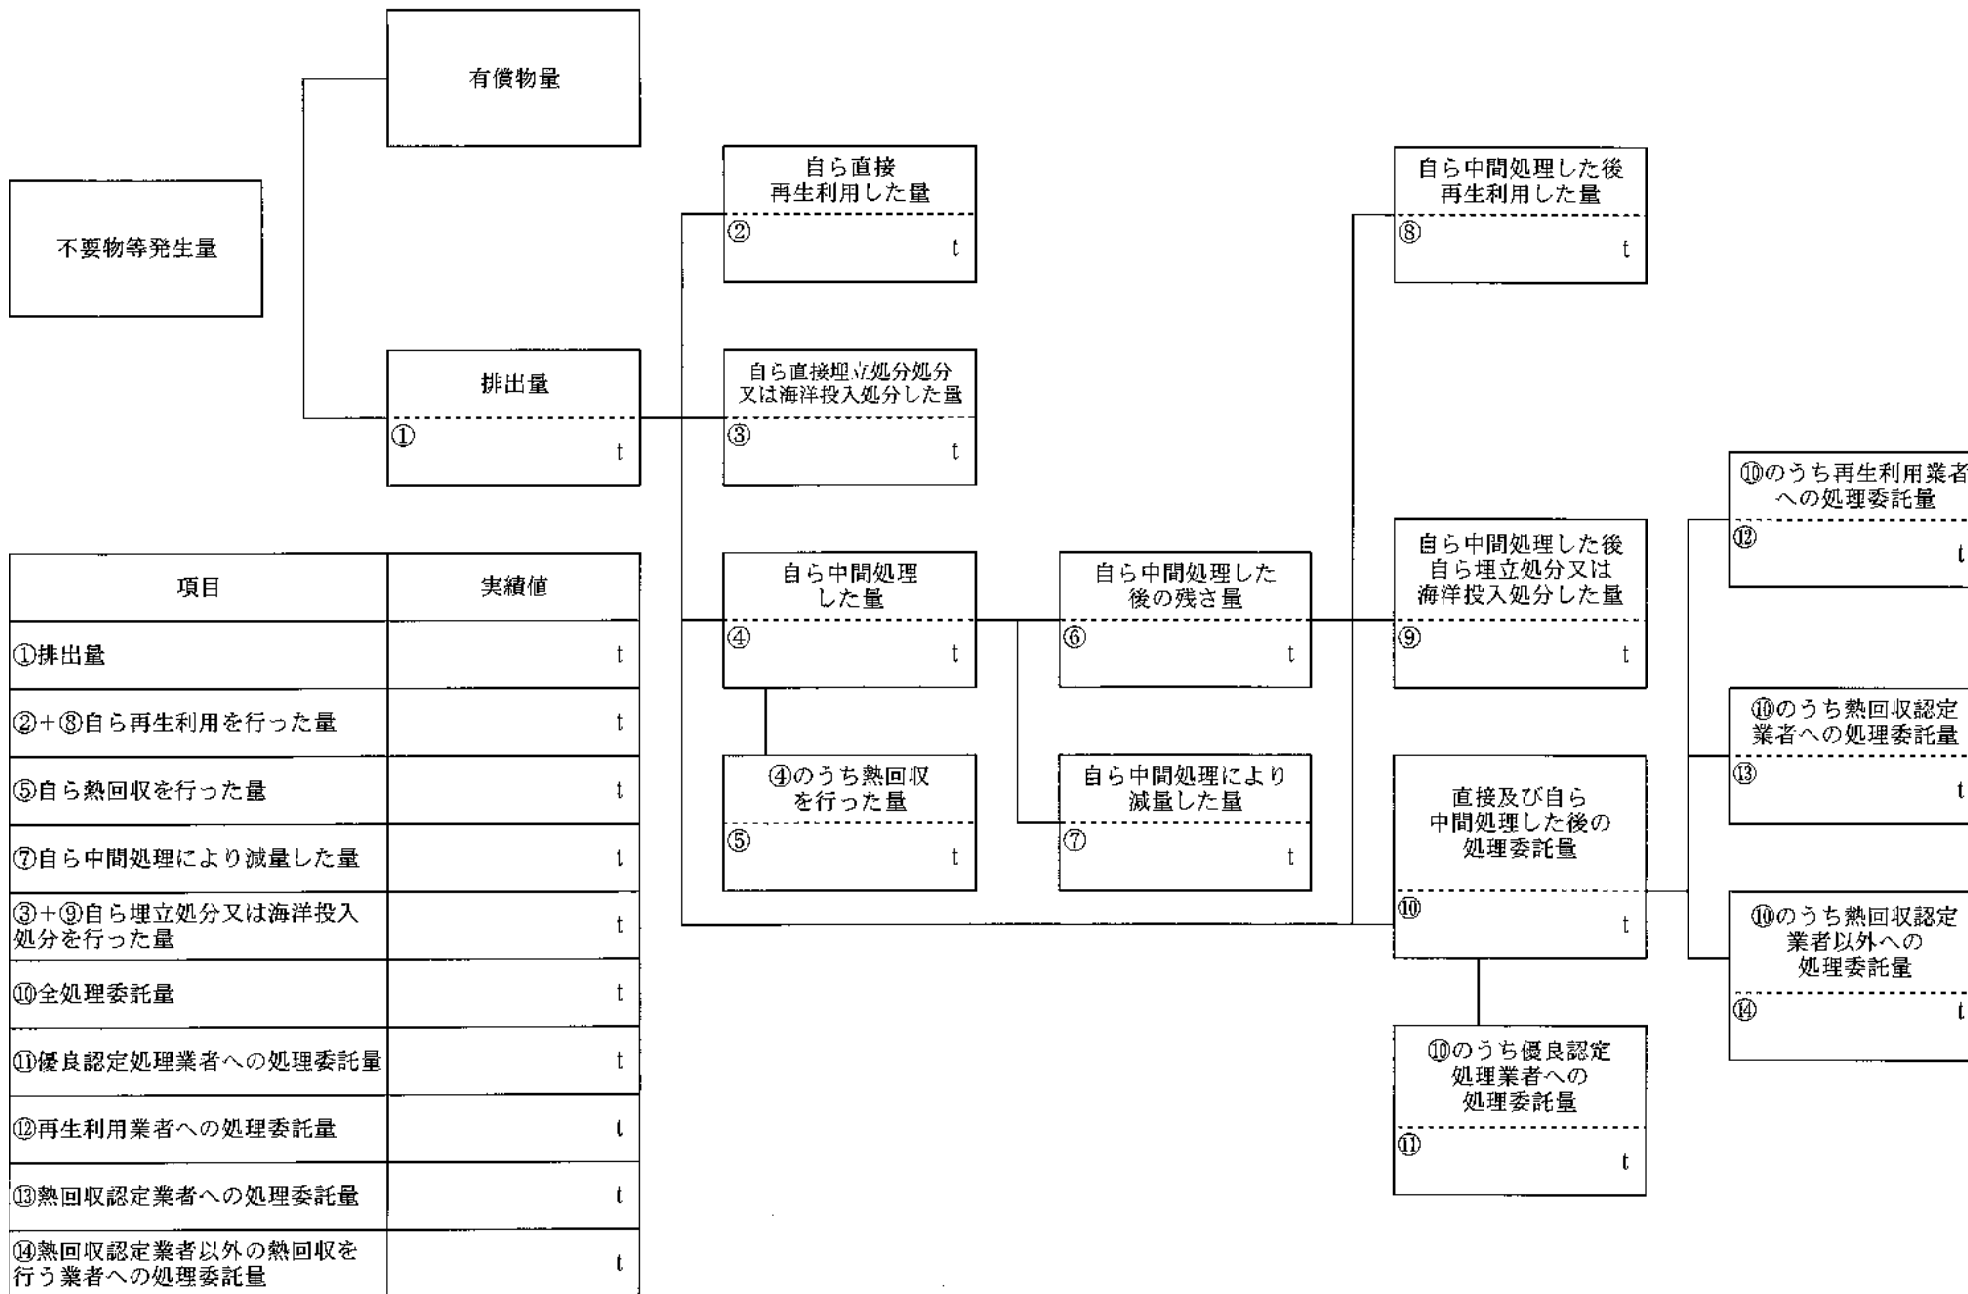 有償物量
不要物等発生量
自ら直接
再生利用した量
②
t
自ら中間処理した後
再生利用した量
⑧
t
排出量
①
t
自ら直接埋立処分処分
又は海洋投入処分した量
③
t
自ら中間処理
した量
④
t
自ら中間処理した
後の残さ量
⑥
t
自ら中間処理した後
自ら埋立処分又は
海洋投入処分した量
⑨
t
⑩のうち再生利用業者
への処理委託量
⑫
t
④のうち熱回収
を行った量
⑤
t
自ら中間処理により
減量した量
⑦
t
直接及び自ら
中間処理した後の
処理委託量
⑩
t
⑩のうち熱回収認定
業者への処理委託量
⑬
t
⑩のうち熱回収認定
業者以外への
処理委託量
⑭
t
⑩のうち優良認定
処理業者への
処理委託量
⑪
t
項目 実績値
①排出量 t
②＋⑧自ら再生利用を行った量 t
⑤自ら熱回収を行った量 t
⑦自ら中間処理により減量した量 t
③＋⑨自ら埋立処分又は海洋投入
処分を行った量 t
⑩全処理委託量 t
⑪優良認定処理業者への処理委託量 t
⑫再生利用業者への処理委託量 t
⑬熱回収認定業者への処理委託量 t
⑭熱回収認定業者以外の熱回収を
行う業者への処理委託量 t